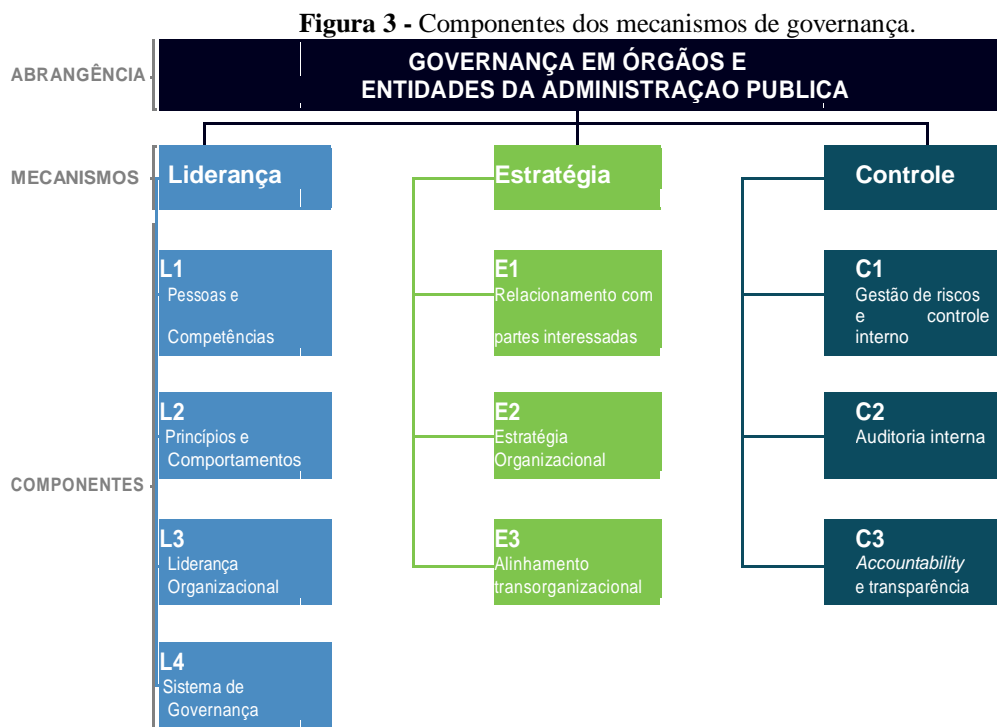 Figura 3 - Componentes dos mecanismos de governança.
ABRANGÊNCIA
GOVERNANÇA EM ÓRGÃOS E
ENTIDADES DA ADMINISTRAÇAO PUBLICA
MECANISMOS
Liderança
Estratégia
Controle
COMPONENTES
L1
Pessoas e
Competências
L2
Princípios e
Comportamentos
L3
Liderança
Organizacional
L4
Sistema de
Governança
E1
Relacionamento com
partes interessadas
E2
Estratégia
Organizacional
E3
Alinhamento
transorganizacional
C1
Gestão de riscos
e controle
interno
C2
Auditoria interna
C3
Accountability
e transparência